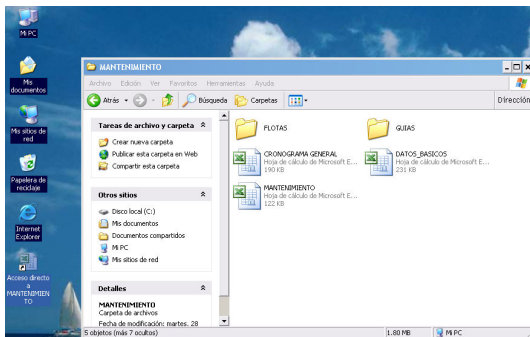 Mi PC
Mis
documentos
Mis sitios de
red
Papelera de
reciclaje
Internet
Explorer
Acceso directo
a
MANTENIMIEN
TO
MANTENIMIENTO
Archivo Edición Ver Favoritos Herramientas Ayuda
Atrás Búsqueda Carpetas Dirección
Tareas de archivo y carpeta
Crear nueva carpeta
Publicar esta carpeta en Web
Compartir esta carpeta
Otros sitios
Disco local (C:)
Mis documentos
Documentos compartidos
Mi PC
Mis sitios de red
Detalles
MANTENIMIENTO
Carpeta de archivos
Fecha de modificación: martes, 28
FLOTAS
GUIAS
CRONOGRAMA GENERAL
Hoja de cálculo de Microsoft E...
190 KB
DATOS_BASICOS
Hoja de cálculo de Microsoft E...
231 KB
MANTENIMIENTO
Hoja de cálculo de Microsoft E...
122 KB
5 objetos (más 7 ocultos) 1.80 MB Mi PC